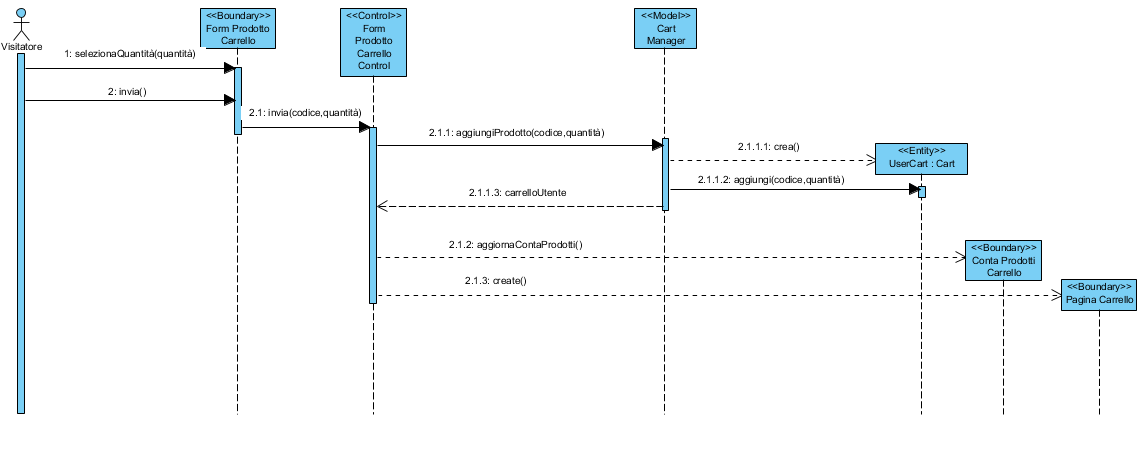 Visitatore
<<Boundary>>
Form Prodotto
Carrello
<<Control>>
Form
Prodotto
Carrello
Control
<<Model>>
Cart
Manager
1: selezionaQuantità(quantità)
2: invia()
2.1: invia(codice,quantità)
2.1.1: aggiungiProdotto(codice,quantità)
2.1.1.1: crea()
<<Entity>>
UserCart : Cart
2.1.1.2: aggiungi(codice,quantità)
2.1.1.3: carrelloUtente
2.1.2: aggiornaContaProdotti()
<<Boundary>>
Conta Prodotti
Carrello
2.1.3: create()
<<Boundary>>
Pagina Carrello